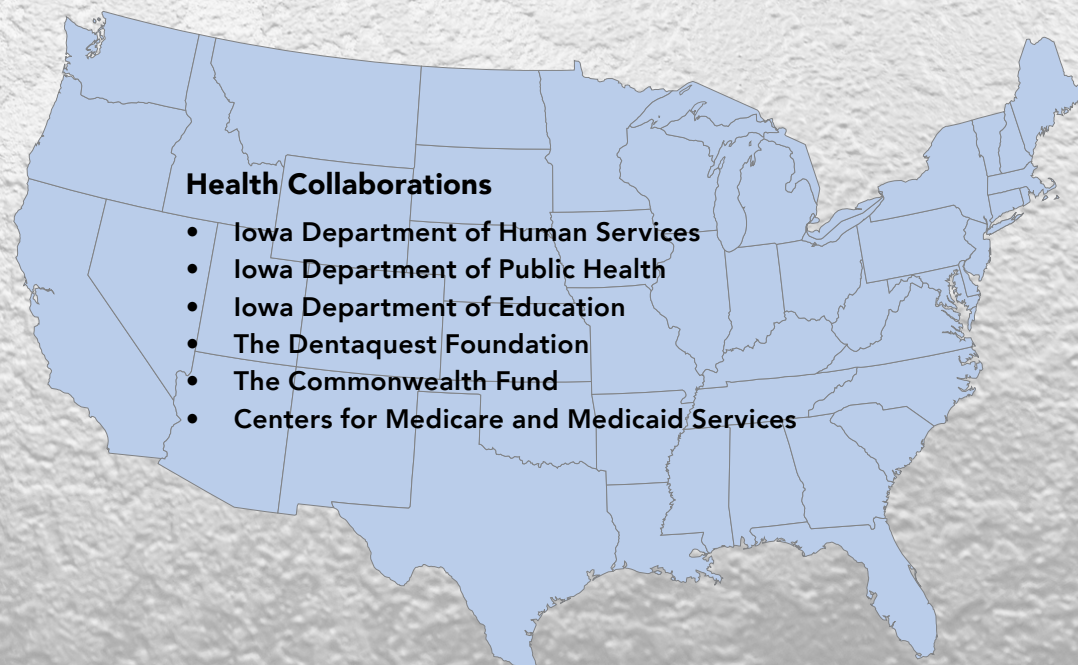 Health Collaborations
• Iowa Department of Human Services
• Iowa Department of Public Health
• Iowa Department of Education
• The Dentaquest Foundation
• The Commonwealth Fund
• Centers for Medicare and Medicaid Services